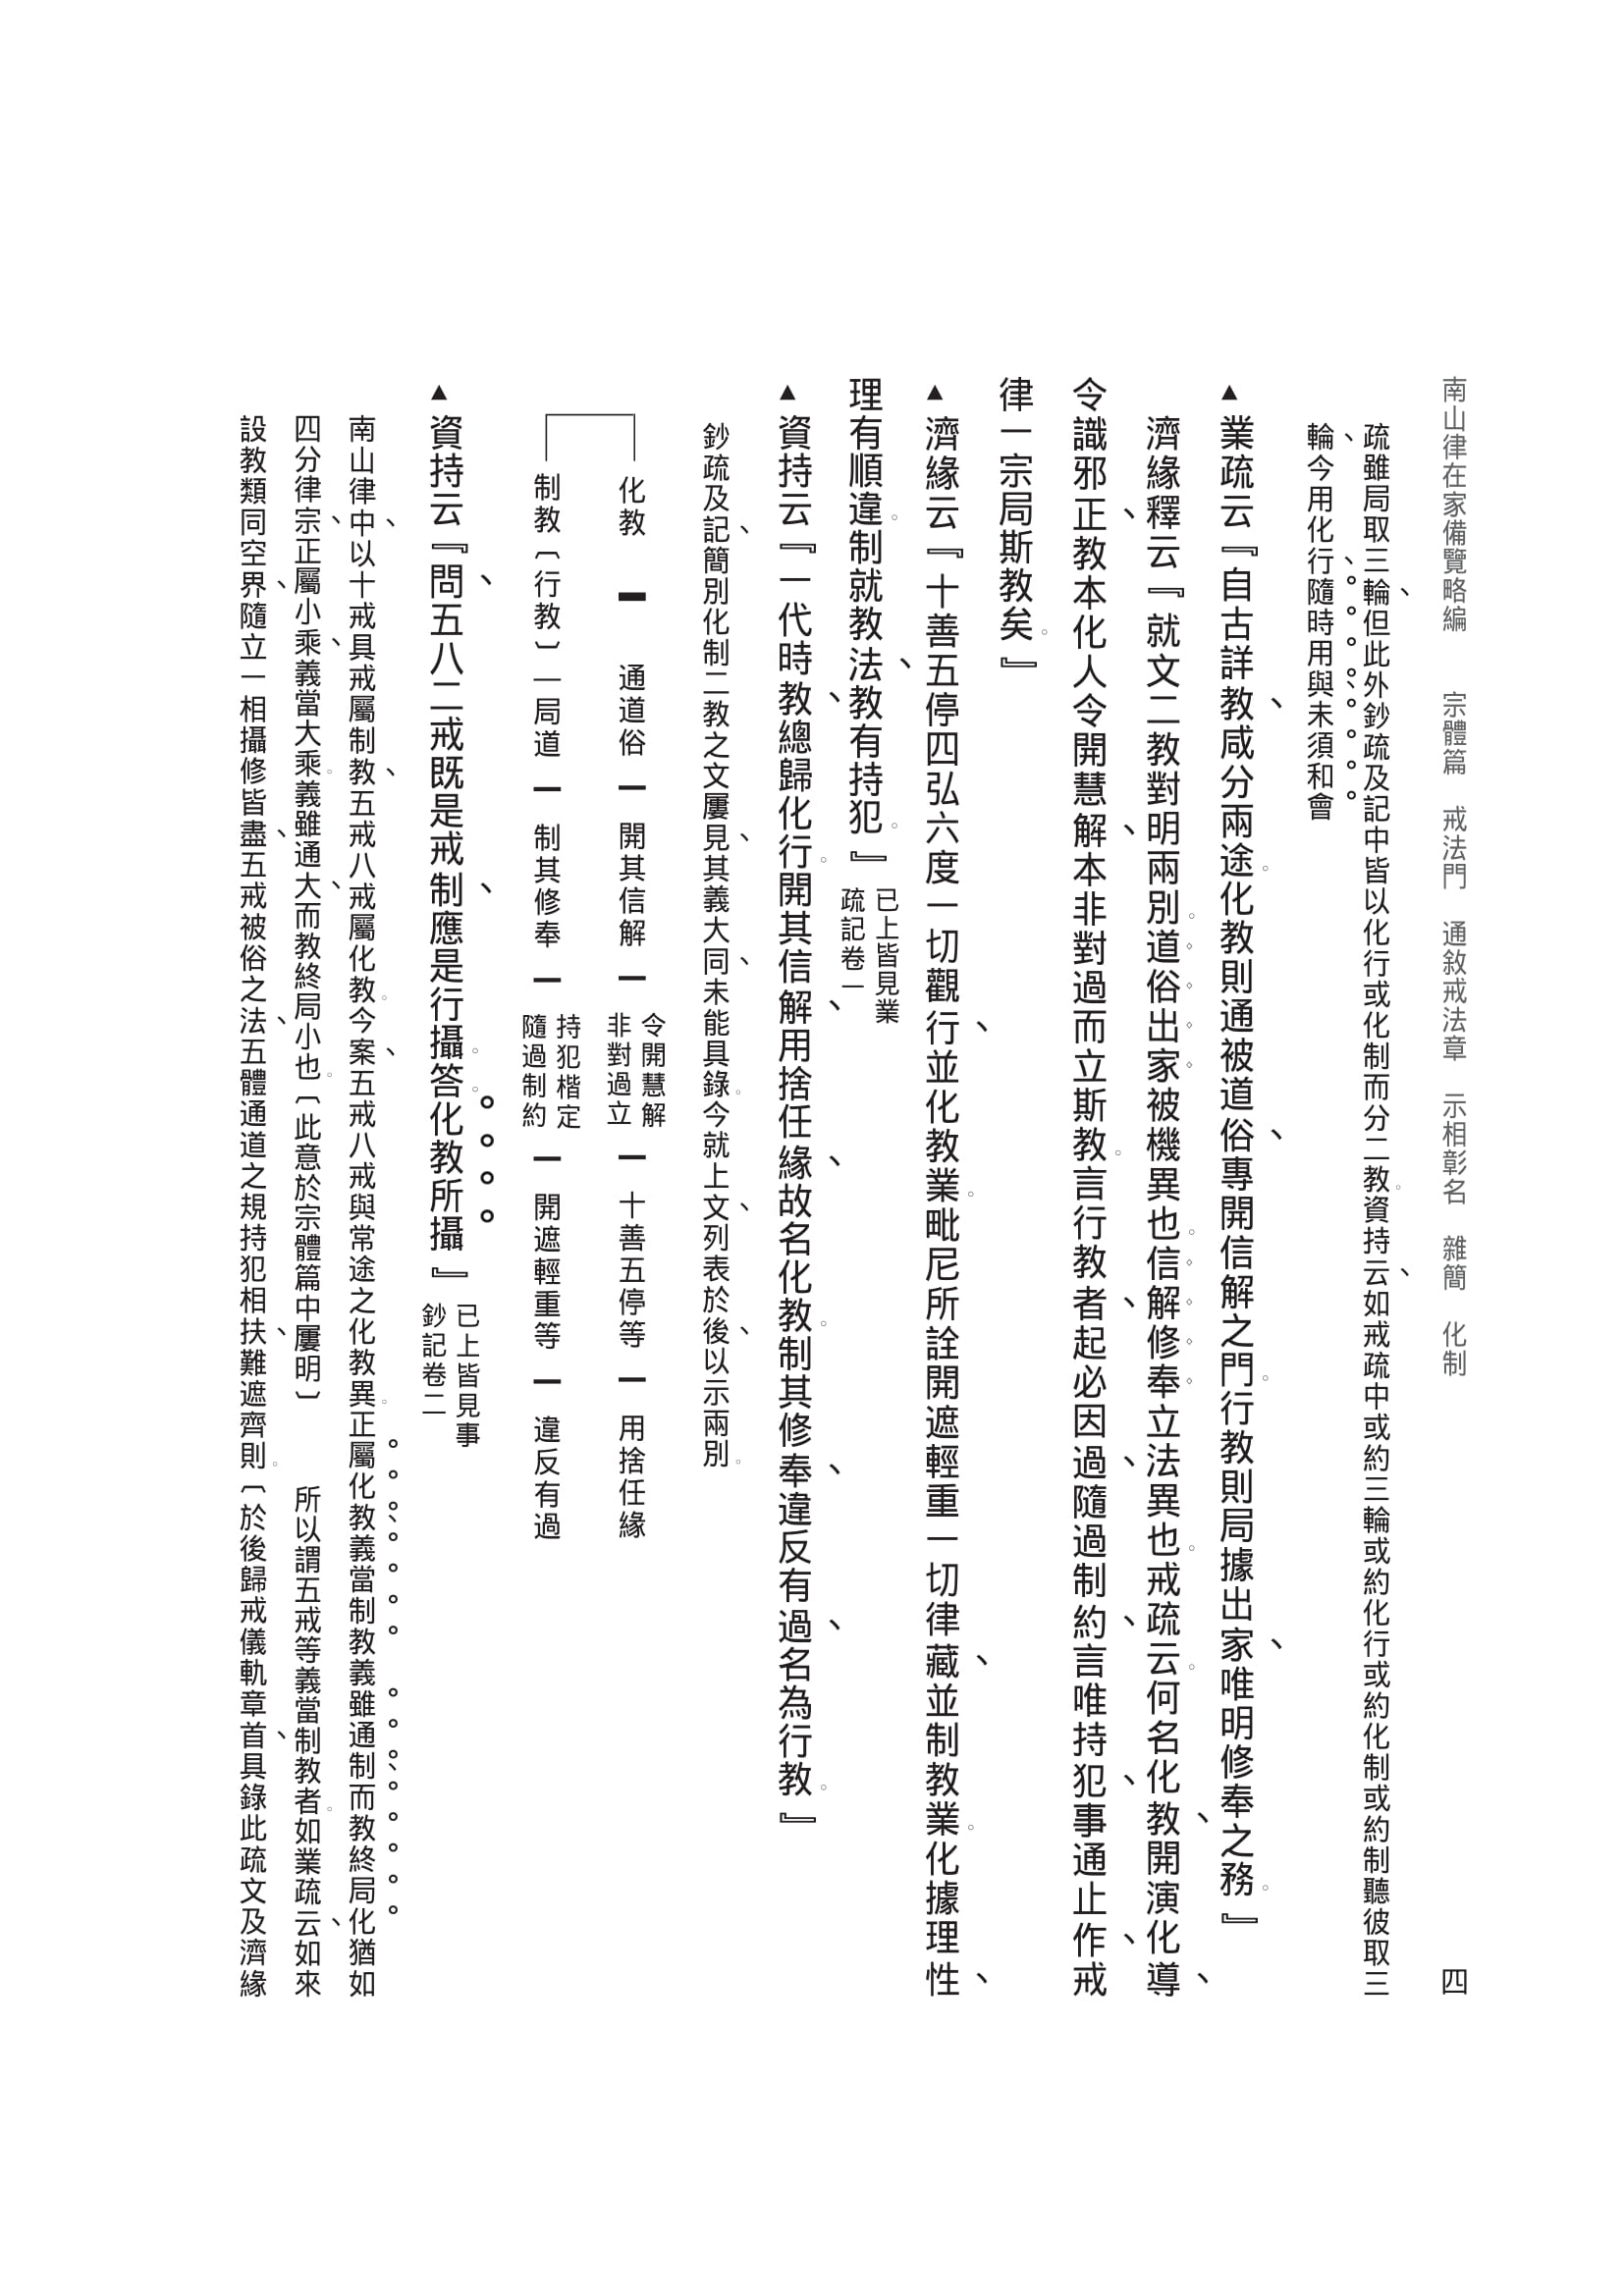 南山律在家備覽略編　宗體篇　戒法門　通敘戒法章　示相彰名　雜簡　化制　四
疏雖局取三輪、但此外鈔疏及記中皆以化行或化制而分二教。資持云、如戒疏中或約三輪或約化行或約化制或約制聽彼取三
輪、今用化行、隨時用與未須和會
▲業疏云『自古詳教、咸分兩途。化教則通被道俗、專開信解之門。行教則局據出家、唯明修奉之務。』
濟緣釋云『就文二教對明兩別。道俗出家被機異也。信解修奉立法異也。戒疏云。何名化教、開演化導、
令識邪正、教本化人令開慧解、本非對過而立斯教。言行教者、起必因過、隨過制約、言唯持犯、事通止作、戒
律一宗局斯教矣。』
▲濟緣云『十善五停四弘六度一切觀行、並化教業。毗尼所詮開遮輕重一切律藏、並制教業。化據理性、
理有順違。制就教法、教有持犯。』已上皆見業疏記卷一
▲資持云『一代時教、總歸化行。開其信解、用捨任緣、故名化教。制其修奉、違反有過、名為行教。』
鈔疏及記、簡別化制二教之文屢見、其義大同、未能具錄。今就上文、列表於後、以示兩別。
化教 ━ 通道俗 ━ 開其信解 ━ 令開慧解非對過立 ━ 十善五停等 ━ 用捨任緣
制教〔行教〕—局道 ━ 制其修奉 ━ 持犯楷定隨過制約 ━ 開遮輕重等 ━ 違反有過
▲資持云『問、五八二戒既是戒制、應是行攝。答。化教所攝』已上皆見事鈔記卷二
南山律中、以十戒具戒屬制教、五戒八戒屬化教。今案、五戒八戒與常途之化教異。正屬化教義當制教義雖通制而教終局化猶如
四分律宗、正屬小乘、義當大乘。義雖通大、而教終局小也。〔此意於宗體篇中屢明〕　所以謂五戒等義當制教者。如業疏云、如來
設教類同空界、隨立一相攝修皆盡、五戒被俗之法、五體通道之規持犯相扶、難遮齊則。〔於後歸戒儀軌章首、具錄此疏文及濟緣